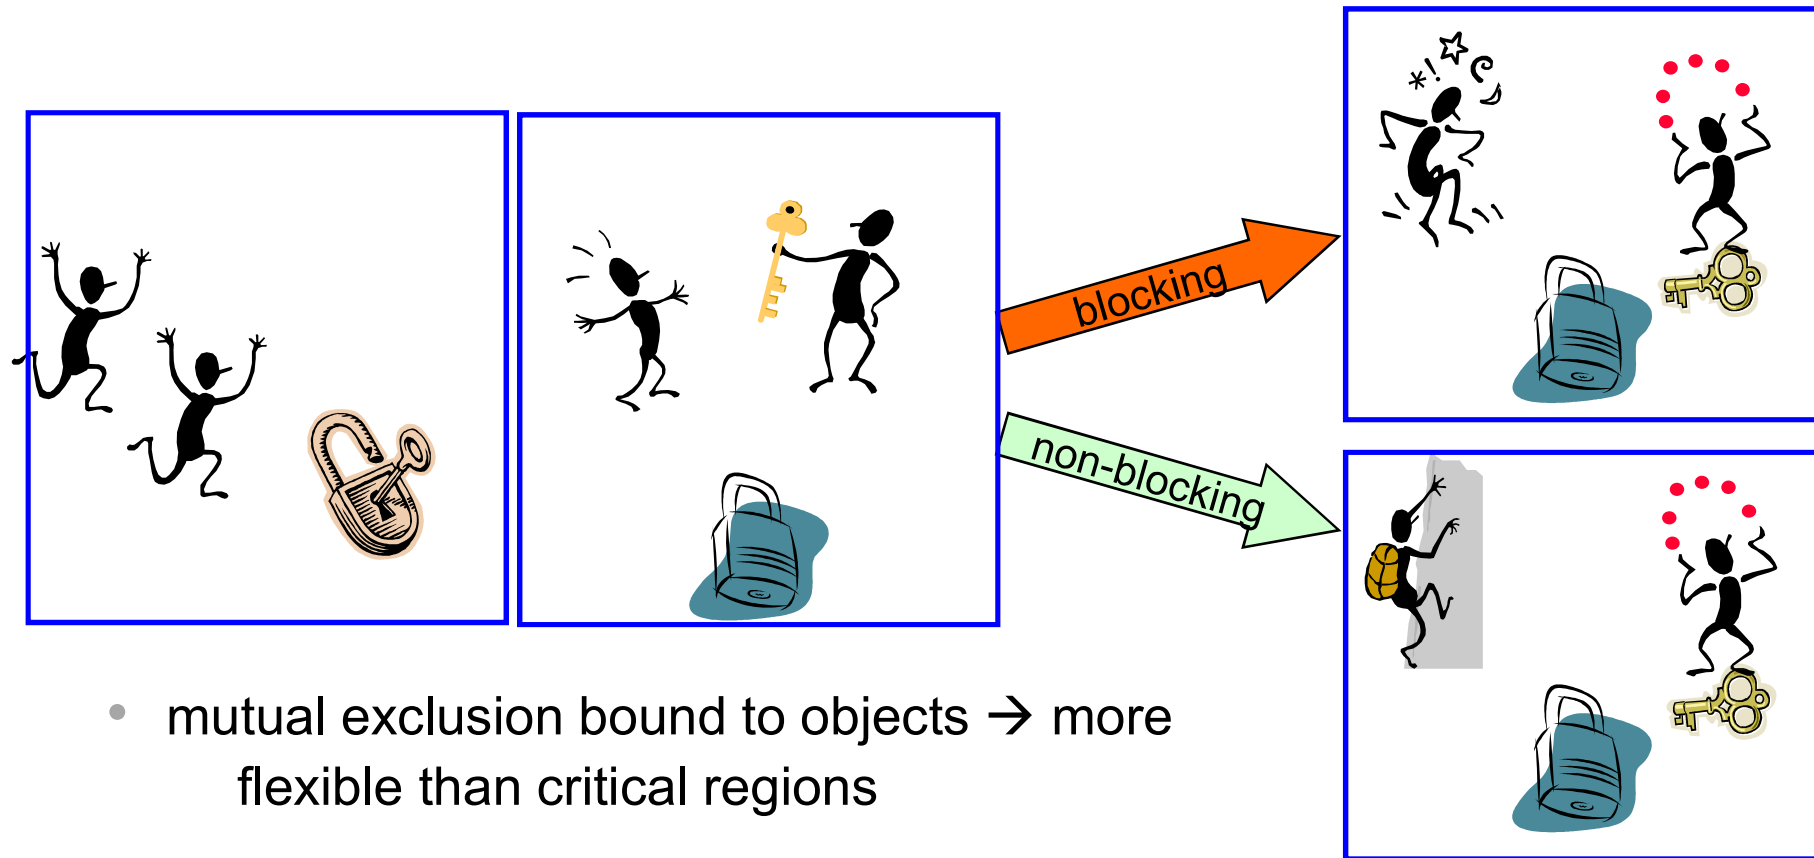 blocking
non-blocking
• mutual exclusion bound to objects → more
flexible than critical regions